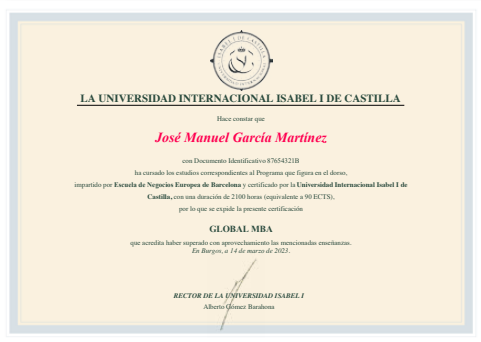 ISABEL I DE CASTILLA
LA UNIVERSIDAD INTERNACIONAL ISABEL I DE CASTILLA
Hace constar que
José Manuel García Martínez
con Documento Identificativo 87654321B
ha cursado los estudios correspondientes al Programa que figura en el dorso,
impartido por Escuela de Negocios Europea de Barcelona y certificado por la Universidad Internacional Isabel I de
Castilla, con una duración de 2100 horas (equivalente a 90 ECTS),
por lo que se expide la presente certificación
GLOBAL MBA
que acredita haber superado con aprovechamiento las mencionadas enseñanzas.
En Burgos, a 14 de marzo de 2023.
RECTOR DE LA UNIVERSIDAD ISABEL I
Alberto Gómez Barahona